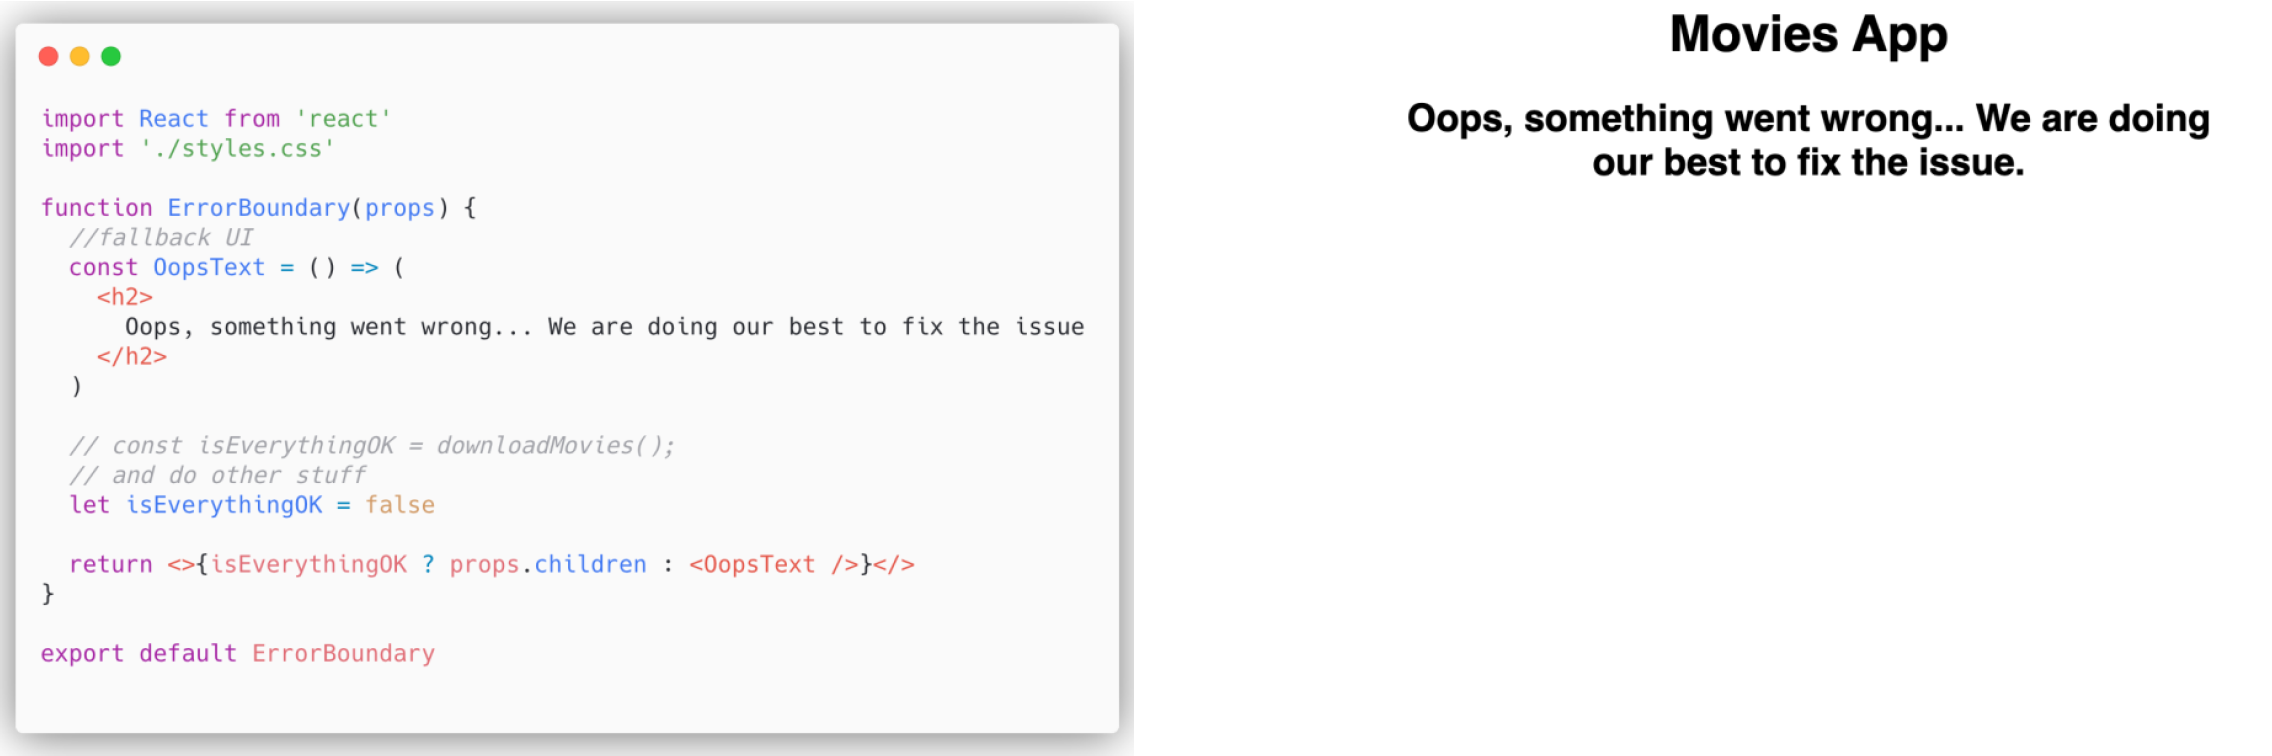 import React from 'react'
import './styles.css'

function ErrorBoundary(props) {
  //fallback UI
  const OopsText = () => (
    <h2>
      Oops, something went wrong... We are doing our best to fix the issue
    </h2>
  )

  // const isEverythingOK = downloadMovies();
  // and do other stuff
  let isEverythingOK = false

  return <>{isEverythingOK ? props.children : <OopsText />}</>
}

export default ErrorBoundary
Movies App
Oops, something went wrong... We are doing
our best to fix the issue.